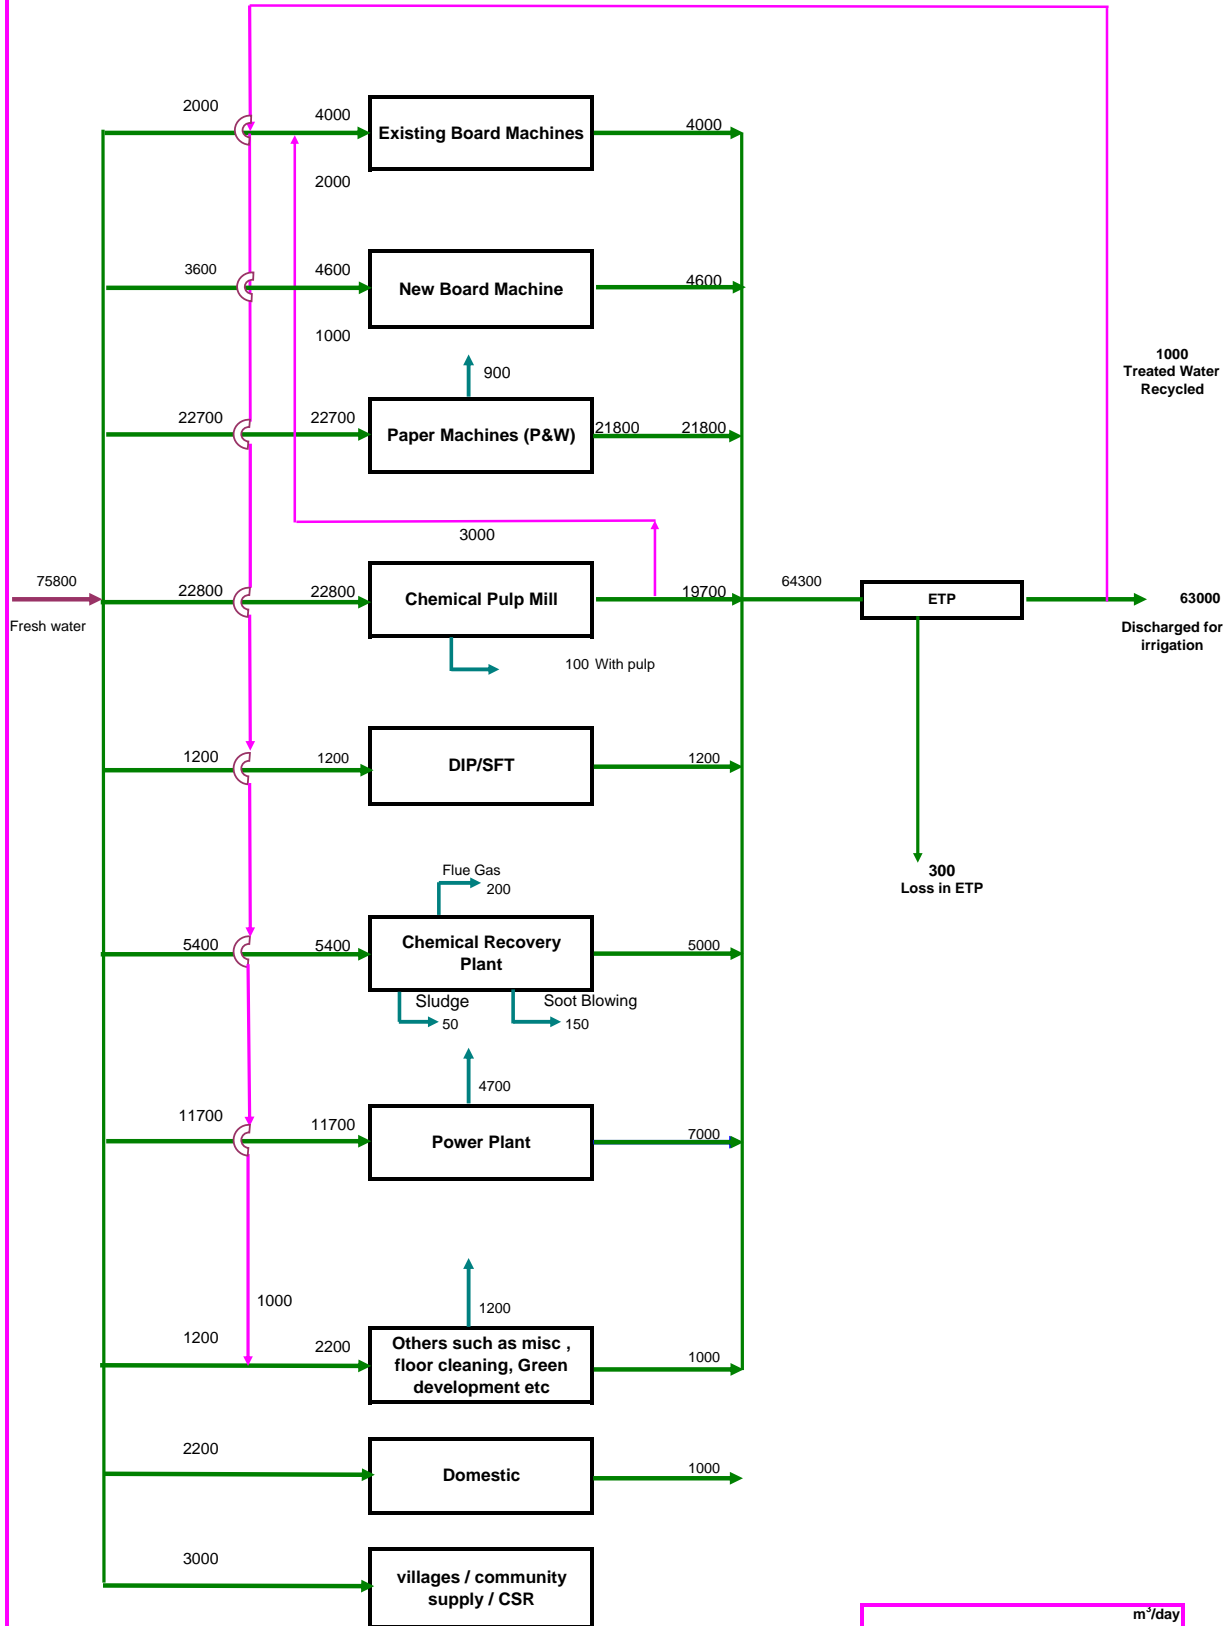 2000
4000
Existing Board Machines
4000
2000
3600
4600
New Board Machine
4600
1000
900
1000
Treated Water
Recycled
22700
22700
Paper Machines (P&W)
21800
21800
3000
75800
Fresh water
22800
22800
Chemical Pulp Mill
19700
64300
ETP
63000
Discharged for
irrigation
100 With pulp
1200
1200
DIP/SFT
1200
300
Loss in ETP
Flue Gas
200
5400
5400
Chemical Recovery
Plant
5000
Sludge
50
Soot Blowing
150
4700
11700
11700
Power Plant
7000
1000
1200
1200
2200
Others such as misc ,
floor cleaning, Green
development etc
1000
2200
Domestic
1000
3000
villages / community
supply / CSR
m³/day